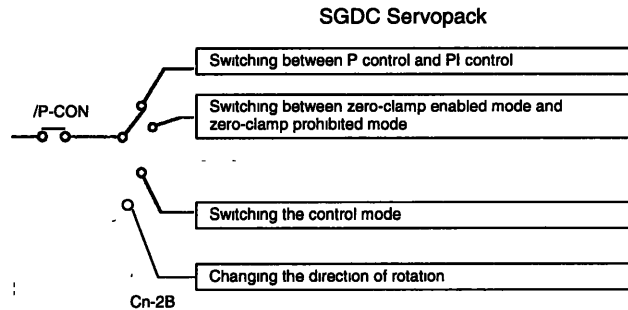 SGDC Servopack
Switching between P control and PI control
/P-CON
Switching between zero-clamp enabled mode and
zero-clamp prohibited mode
Switching the control mode
Changing the direction of rotation
Cn-2B